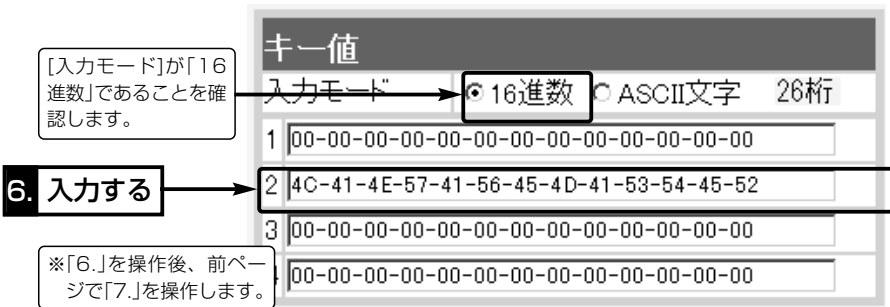 キー値
[入力モード]が「16
進数」であることを確
認します。
入力モード 16進数 ASCII文字 26桁
1 00-00-00-00-00-00-00-00-00-00-00-00-00
6. 入力する
2 4C-41-4E-57-41-56-45-4D-41-53-54-45-52
3 00-00-00-00-00-00-00-00-00-00-00-00-00
※「6.」を操作後、前ペー
ジで「7.」を操作します。
00-00-00-00-00-00-00-00-00-00-00-00-00